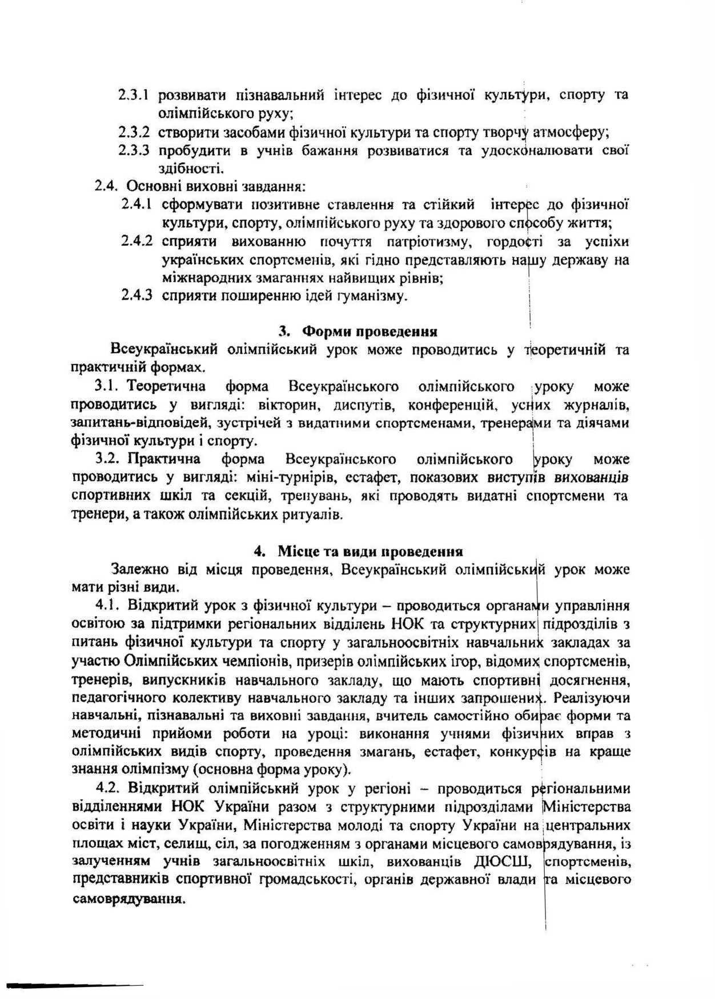 2.3.1 розвивати пізнавальний інтерес до фізичної культури, спорту та
олімпійського руху;
2.3.2 створити засобами фізичної культури та спорту творчу атмосферу;
2.3.3 пробудити в учнів бажання розвиватися та удосконалювати свої
здібності.
2.4. Основні виховні завдання:
2.4.1 сформувати позитивне ставлення та стійкий інтерес до фізичної
культури, спорту, олімпійського руху та здорового способу життя;
2.4.2 сприяти вихованню почуття патріотизму, гордості за успіхи
українських спортсменів, які гідно представляють нашу державу на
міжнародних змаганнях найвищих рівнів;
2.4.3 сприяти поширенню ідей гуманізму.
3. Форми проведення
Всеукраїнський олімпійський урок може проводитись у теоретичній та
практичній формах.
3.1. Теоретична форма Всеукраїнського олімпійського уроку може
проводитись у вигляді: вікторин, диспутів, конференцій, усних журналів,
запитань-відповідей, зустрічей з видатними спортсменами, тренерами та діячами
фізичної культури і спорту.
3.2. Практична форма Всеукраїнського олімпійського уроку може
проводитись у вигляді: міні-турнірів, естафет, показових виступів вихованців
спортивних шкіл та секцій, тренувань, які проводять видатні спортсмени та
тренери, а також олімпійських ритуалів.
4. Місце та види проведення
Залежно від місця проведення, Всеукраїнський олімпійський урок може
мати різні види.
4.1. Відкритий урок з фізичної культури – проводиться органами управління
освітою за підтримки регіональних відділень НОК та структурних підрозділів з
питань фізичної культури та спорту у загальноосвітніх навчальних закладах за
участю Олімпійських чемпіонів, призерів олімпійських ігор, відомих спортсменів,
тренерів, випускників навчального закладу, що мають спортивні досягнення,
педагогічного колективу навчального закладу та інших запрошених. Реалізуючи
навчальні, пізнавальні та виховні завдання, вчитель самостійно обирає форми та
методичні прийоми роботи на уроці: виконання учнями фізичних вправ з
олімпійських видів спорту, проведення змагань, естафет, конкурсів на краще
знання олімпізму (основна форма уроку).
4.2. Відкритий олімпійський урок у регіоні – проводиться регіональними
відділеннями НОК України разом з структурними підрозділами Міністерства
освіти і науки України, Міністерства молоді та спорту України на центральних
площах міст, селищ, сіл, за погодженням з органами місцевого самоврядування, із
залученням учнів загальноосвітніх шкіл, вихованців ДЮСШ, спортсменів,
представників спортивної громадськості, органів державної влади та місцевого
самоврядування.